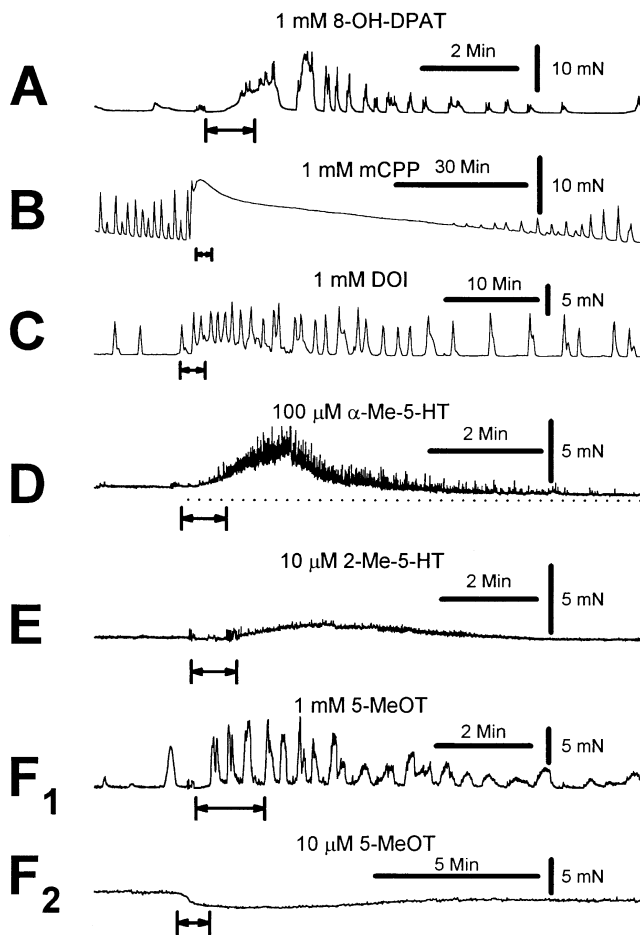 1 mM 8-OH-DPAT
2 Min
10 mN
A
1 mM mCPP
30 Min
10 mN
B
1 mM DOI
10 Min
5 mN
C
100 μM α-Me-5-HT
2 Min
5 mN
D
10 μM 2-Me-5-HT
2 Min
5 mN
E
1 mM 5-MeOT
2 Min
5 mN
F1
10 μM 5-MeOT
5 Min
5 mN
F2